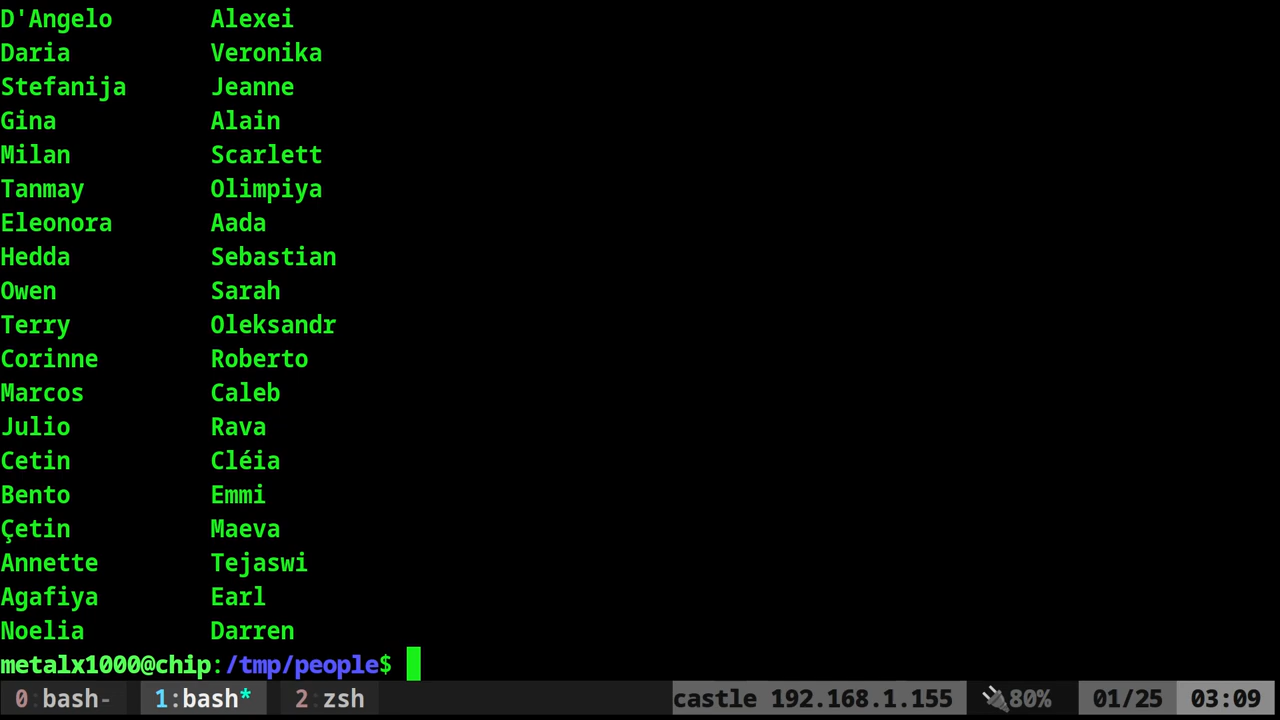 D'Angelo Alexei
Daria Veronika
Stefanija Jeanne
Gina Alain
Milan Scarlett
Tanmay Olimpiya
Eleonora Aada
Hedda Sebastian
Owen Sarah
Terry Oleksandr
Corinne Roberto
Marcos Caleb
Julio Rava
Cetin Cléia
Bento Emmi
Çetin Maeva
Annette Tejaswi
Agafiya Earl
Noelia Darren
metalx1000@chip:/tmp/people$
0:bash- 1:bash* 2:zsh castle 192.168.1.155 🔌80% 01/25 03:09